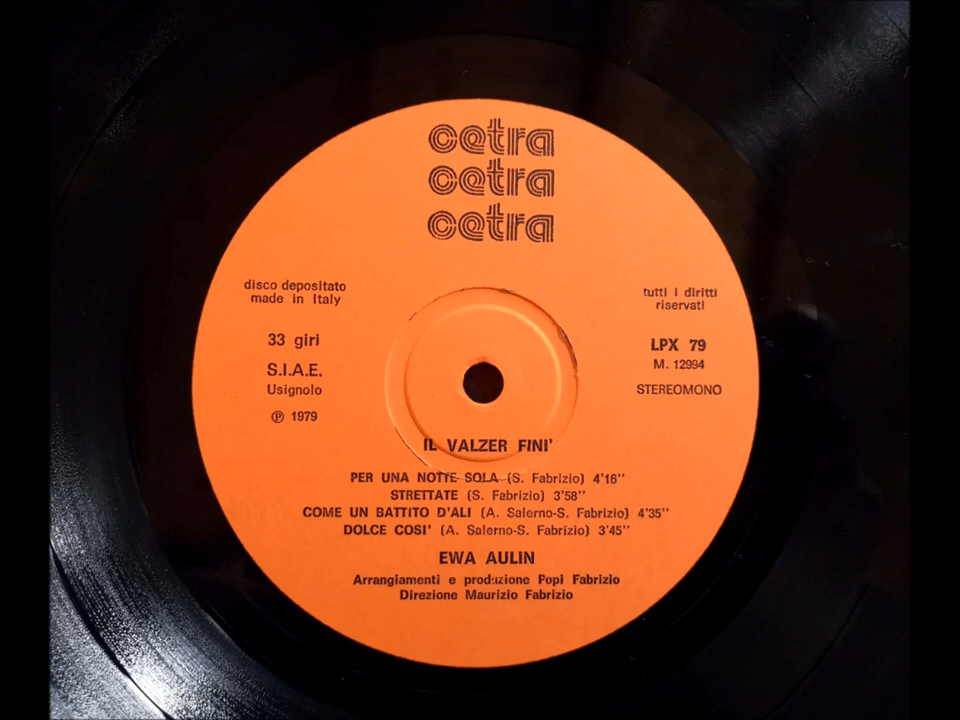 cetra
cetra
cetra
disco depositato
made in Italy
33 giri
S.I.A.E.
Usignolo
℗ 1979
tutti i diritti
riservati
LPX 79
M. 12994
STEREOMONO
IL VALZER FINI'
PER UNA NOTTE SOLA (S. Fabrizio) 4'16''
STRETTATE (S. Fabrizio) 3'58''
COME UN BATTITO D'ALI (A. Salerno-S. Fabrizio) 4'35''
DOLCE COSI' (A. Salerno-S. Fabrizio) 3'45''
EWA AULIN
Arrangiamenti e produzione Popi Fabrizio
Direzione Maurizio Fabrizio